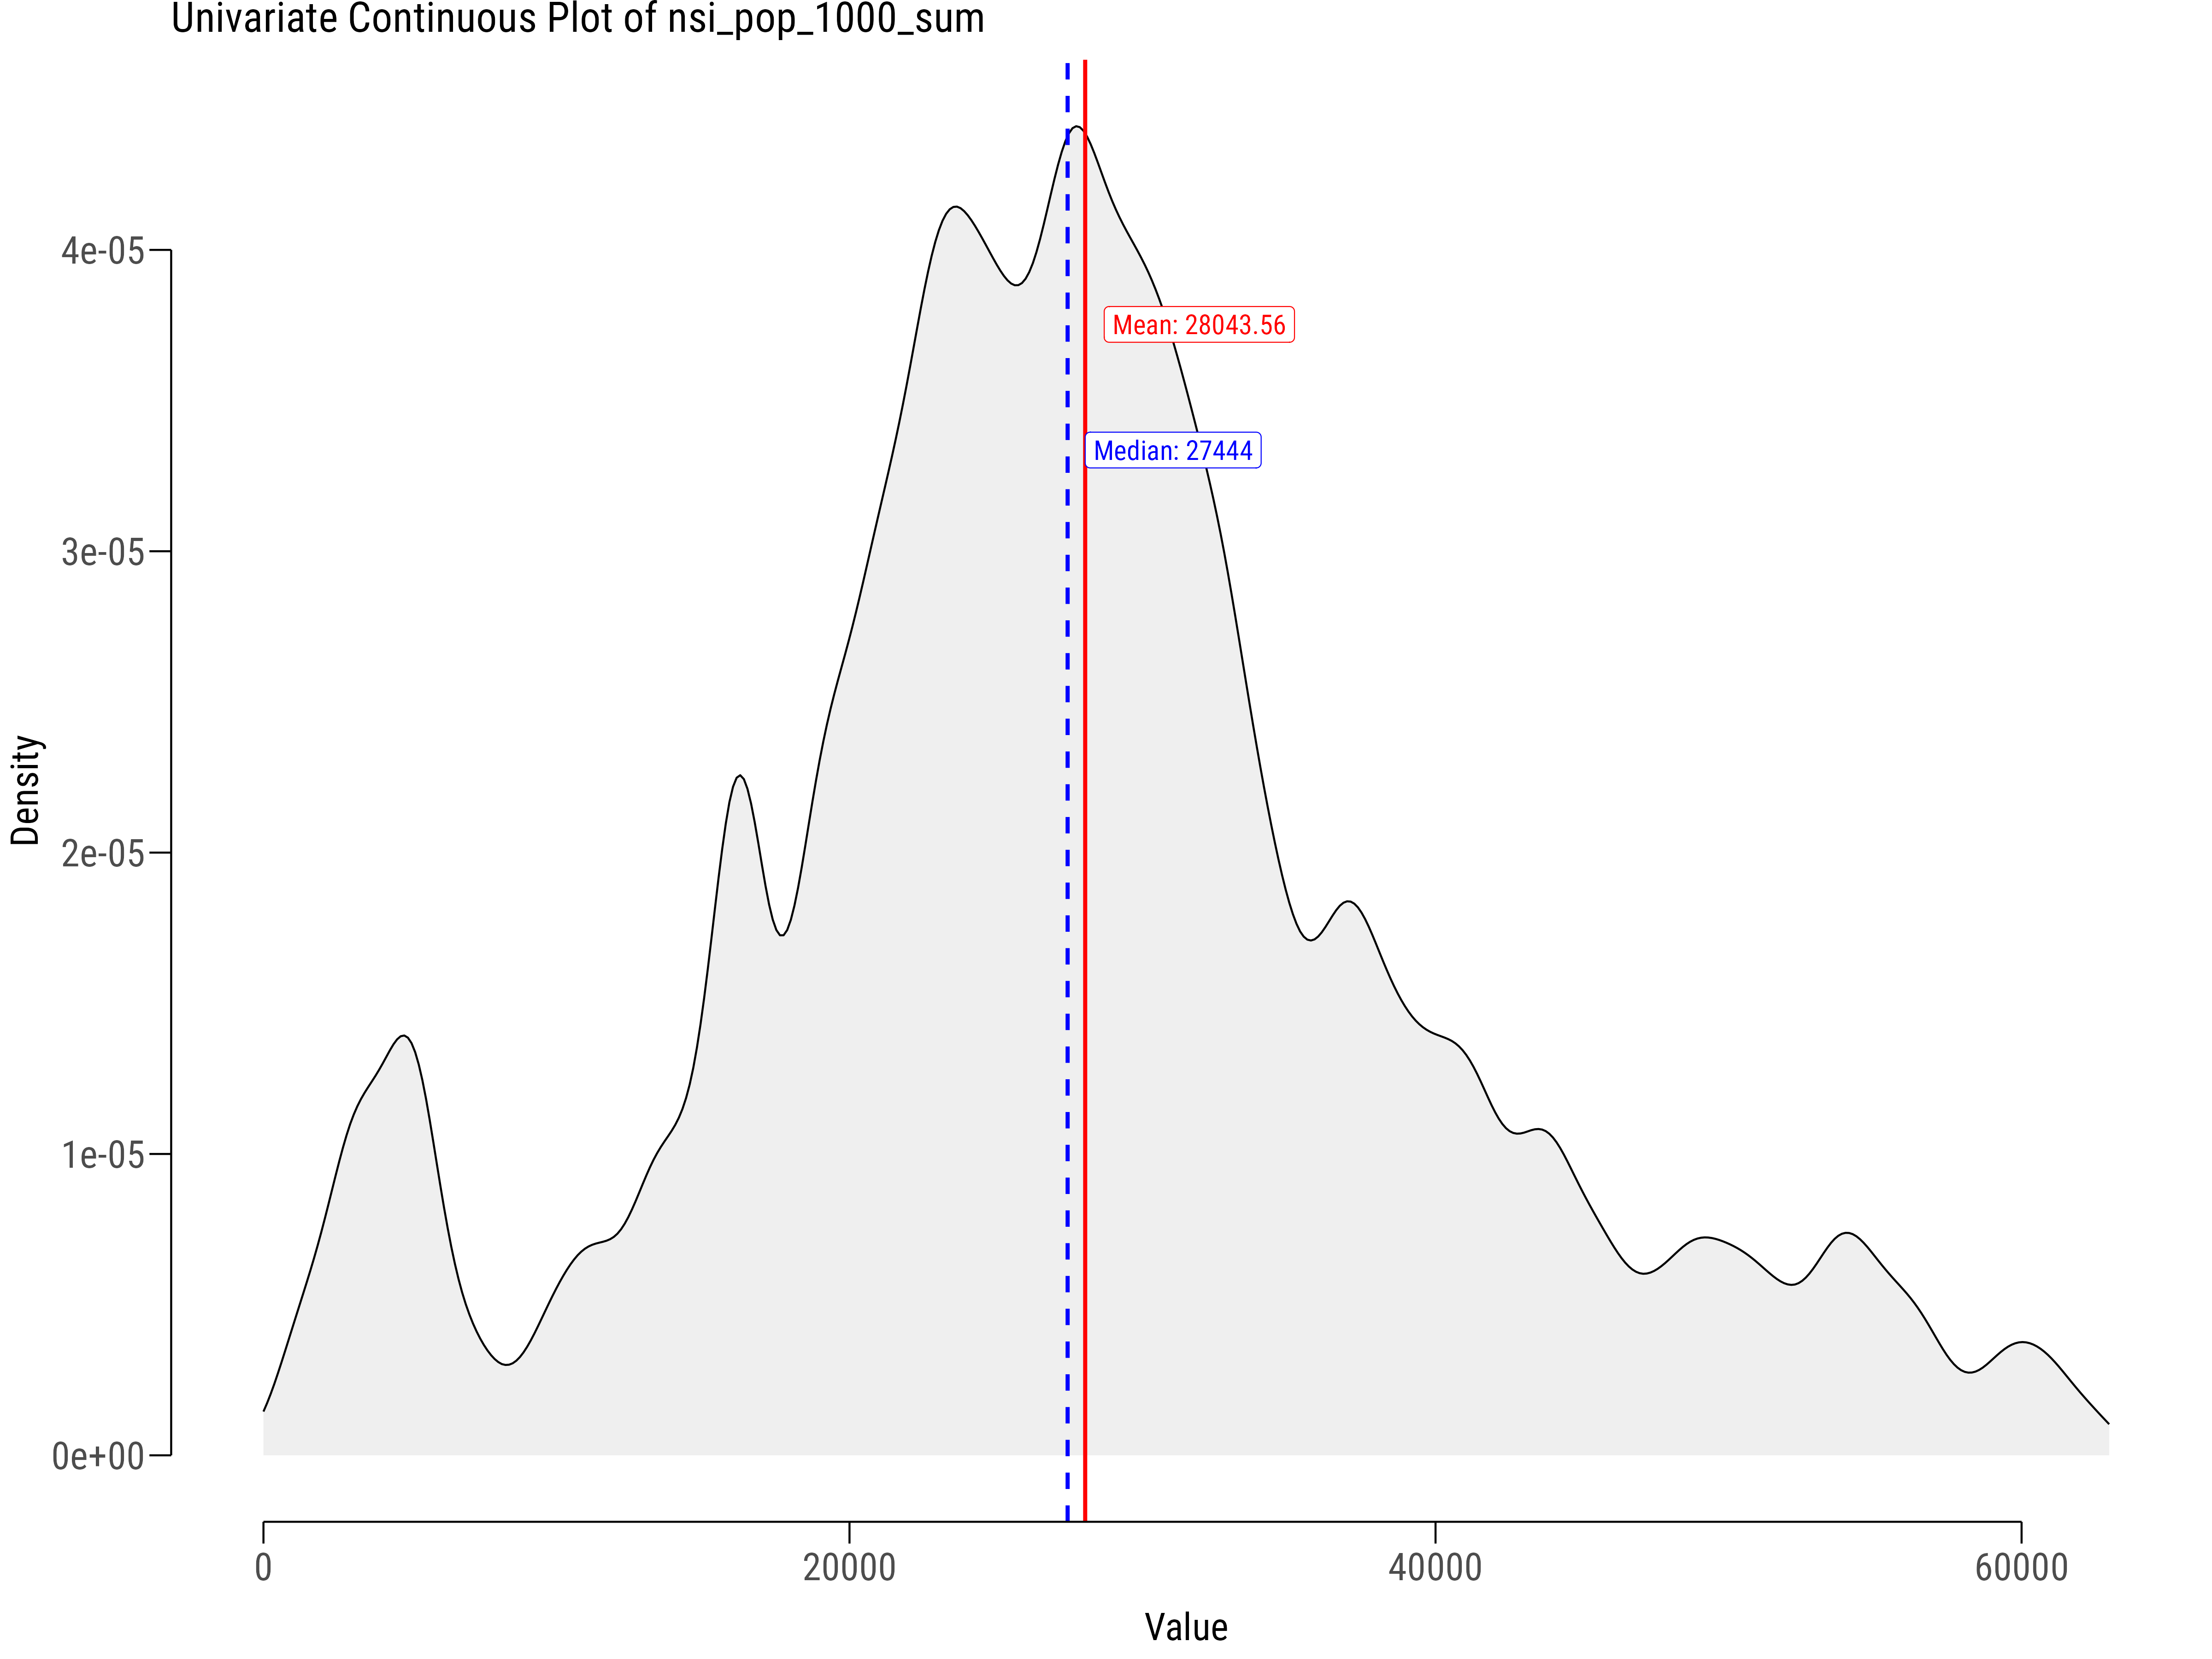 Univariate Continuous Plot of nsi_pop_1000_sum
4e-05
Mean: 28043.56
Median: 27444
3e-05
Density
2e-05
1e-05
0e+00
0
20000
40000
60000
Value